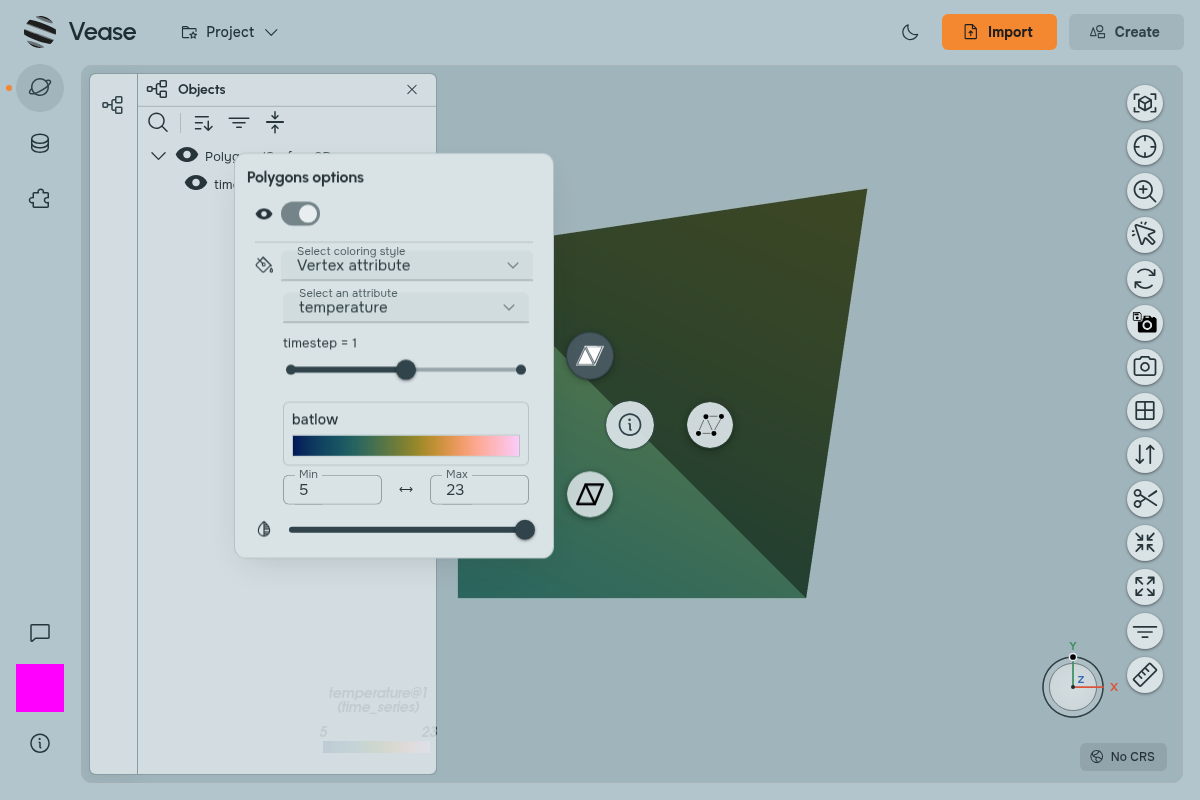 Vease
Project
Import
Create
Objects
Polygons options
Select coloring style
Vertex attribute
Select an attribute
temperature
timestep = 1
batlow
Min
5
Max
23
temperature@1
(time_series)
5
23
Y
Z
X
No CRS